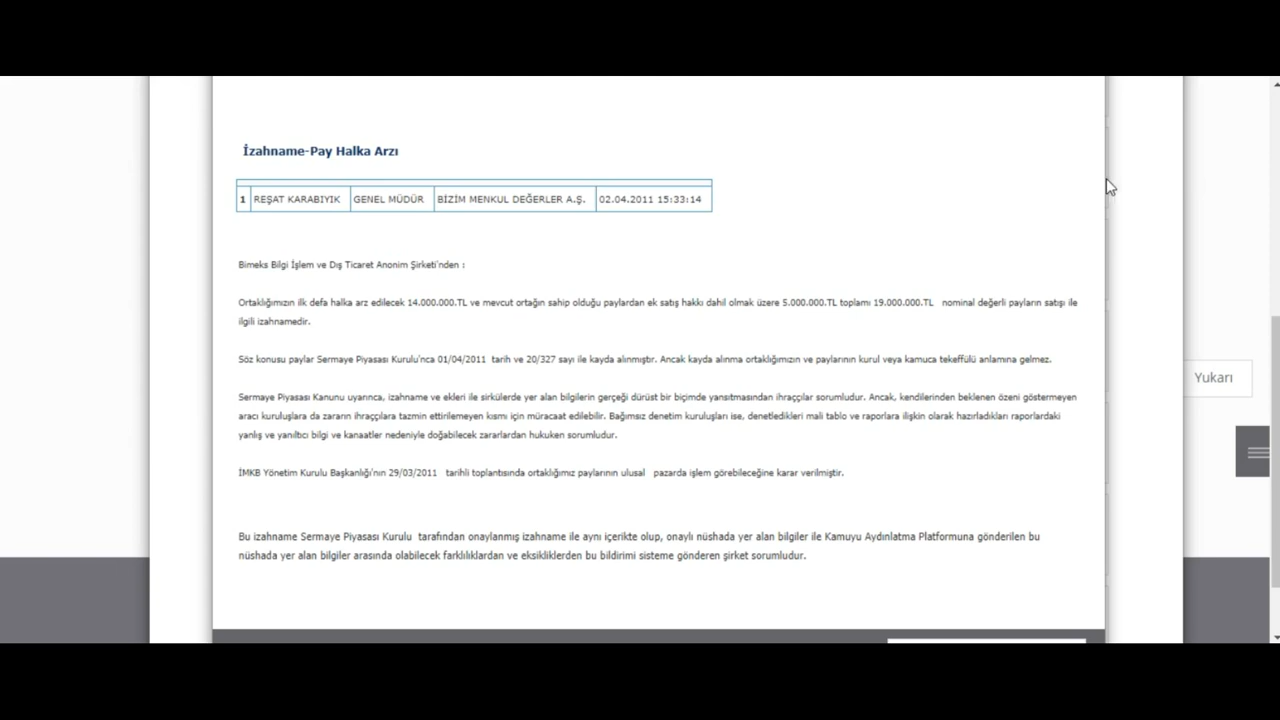 İzahname-Pay Halka Arzı
1 REŞAT KARABIYIK GENEL MÜDÜR BİZİM MENKUL DEĞERLER A.Ş. 02.04.2011 15:33:14
Bimeks Bilgi İşlem ve Dış Ticaret Anonim Şirketi'nden :
Ortaklığımızın ilk defa halka arz edilecek 14.000.000.TL ve mevcut ortağın sahip olduğu paylardan ek satış hakkı dahil olmak üzere 5.000.000.TL toplamı 19.000.000.TL nominal değerli payların satışı ile
ilgili izahnamedir.
Söz konusu paylar Sermaye Piyasası Kurulu'nca 01/04/2011 tarih ve 20/327 sayı ile kayda alınmıştır. Ancak kayda alınma ortaklığımızın ve paylarının kurul veya kamuca tekeffülü anlamına gelmez.
Yukarı
Sermaye Piyasası Kanunu uyarınca, izahname ve ekleri ile sirkülerde yer alan bilgilerin gerçeği dürüst bir biçimde yansıtmasından ihraççılar sorumludur. Ancak, kendilerinden beklenen özeni göstermeyen
aracı kuruluşlara da zararın ihraççılara tazmin ettirilemeyen kısmı için müracaat edilebilir. Bağımsız denetim kuruluşları ise, denetledikleri mali tablo ve raporlara ilişkin olarak hazırladıkları raporlardaki
yanlış ve yanıltıcı bilgi ve kanaatler nedeniyle doğabilecek zararlardan hukuken sorumludur.
İMKB Yönetim Kurulu Başkanlığı'nın 29/03/2011 tarihli toplantısında ortaklığımız paylarının ulusal pazarda işlem görebileceğine karar verilmiştir.
Bu izahname Sermaye Piyasası Kurulu tarafından onaylanmış izahname ile aynı içerikte olup, onaylı nüshada yer alan bilgiler ile Kamuyu Aydınlatma Platformuna gönderilen bu
nüshada yer alan bilgiler arasında olabilecek farklılıklardan ve eksikliklerden bu bildirimi sisteme gönderen şirket sorumludur.